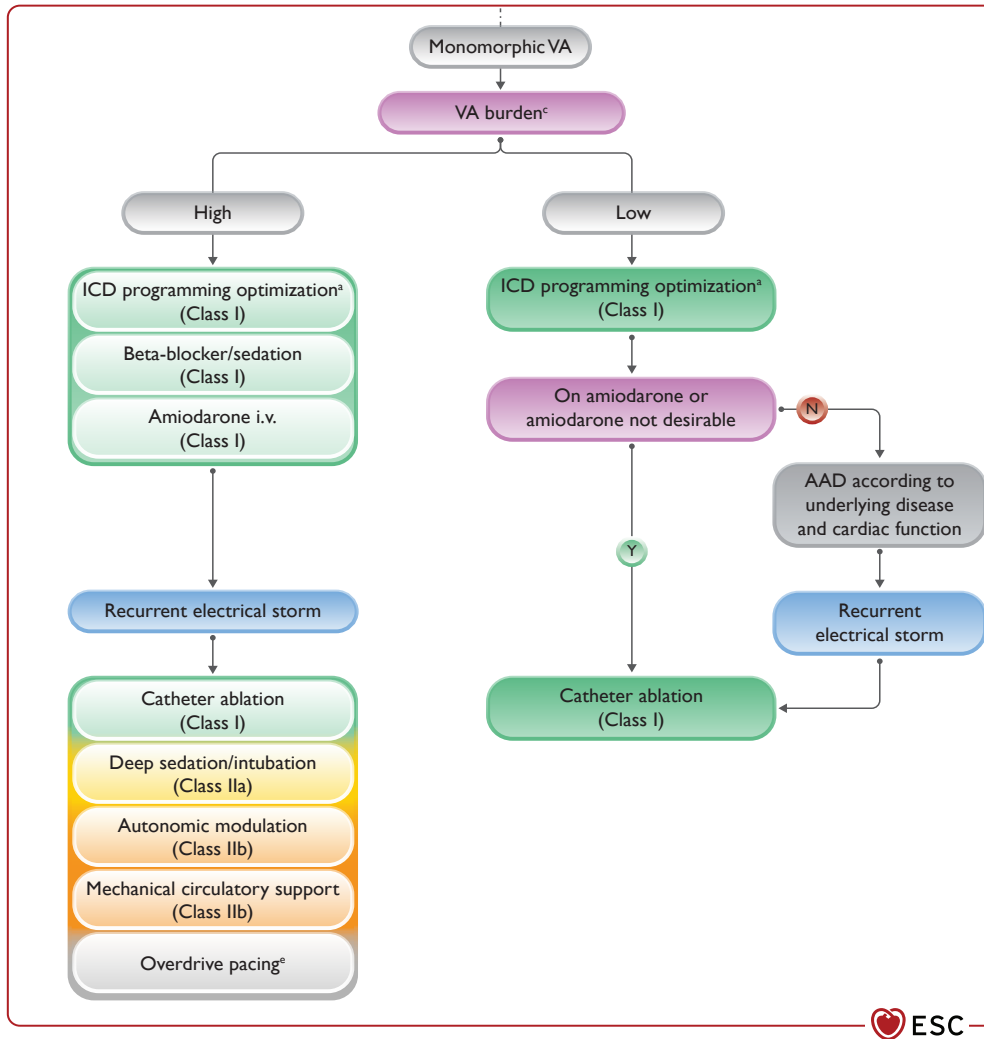 Monomorphic VA
VA burdenᶜ
High
Low
ICD programming optimizationᵃ
(Class I)
Beta-blocker/sedation
(Class I)
Amiodarone i.v.
(Class I)
Recurrent electrical storm
Catheter ablation
(Class I)
Deep sedation/intubation
(Class IIa)
Autonomic modulation
(Class IIb)
Mechanical circulatory support
(Class IIb)
Overdrive pacingᵉ
ICD programming optimizationᵃ
(Class I)
On amiodarone or
amiodarone not desirable
N
AAD according to
underlying disease
and cardiac function
Y
Recurrent
electrical storm
Catheter ablation
(Class I)
ESC